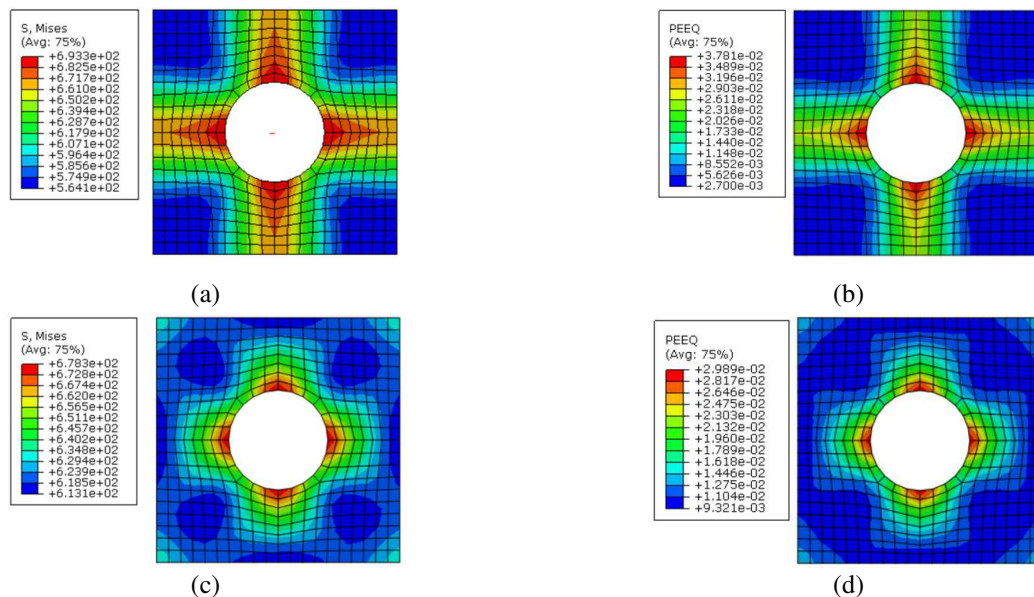 S, Mises
(Avg: 75%)
+6.933e+02
+6.825e+02
+6.717e+02
+6.610e+02
+6.502e+02
+6.394e+02
+6.287e+02
+6.179e+02
+6.071e+02
+5.964e+02
+5.856e+02
+5.749e+02
+5.641e+02
PEEQ
(Avg: 75%)
+3.781e-02
+3.489e-02
+3.196e-02
+2.903e-02
+2.611e-02
+2.318e-02
+2.026e-02
+1.733e-02
+1.440e-02
+1.148e-02
+8.552e-03
+5.626e-03
+2.700e-03
(a)
(b)
S, Mises
(Avg: 75%)
+6.783e+02
+6.728e+02
+6.674e+02
+6.620e+02
+6.565e+02
+6.511e+02
+6.457e+02
+6.402e+02
+6.348e+02
+6.294e+02
+6.239e+02
+6.185e+02
+6.131e+02
PEEQ
(Avg: 75%)
+2.989e-02
+2.817e-02
+2.646e-02
+2.475e-02
+2.303e-02
+2.132e-02
+1.960e-02
+1.789e-02
+1.618e-02
+1.446e-02
+1.275e-02
+1.104e-02
+9.321e-03
(c)
(d)